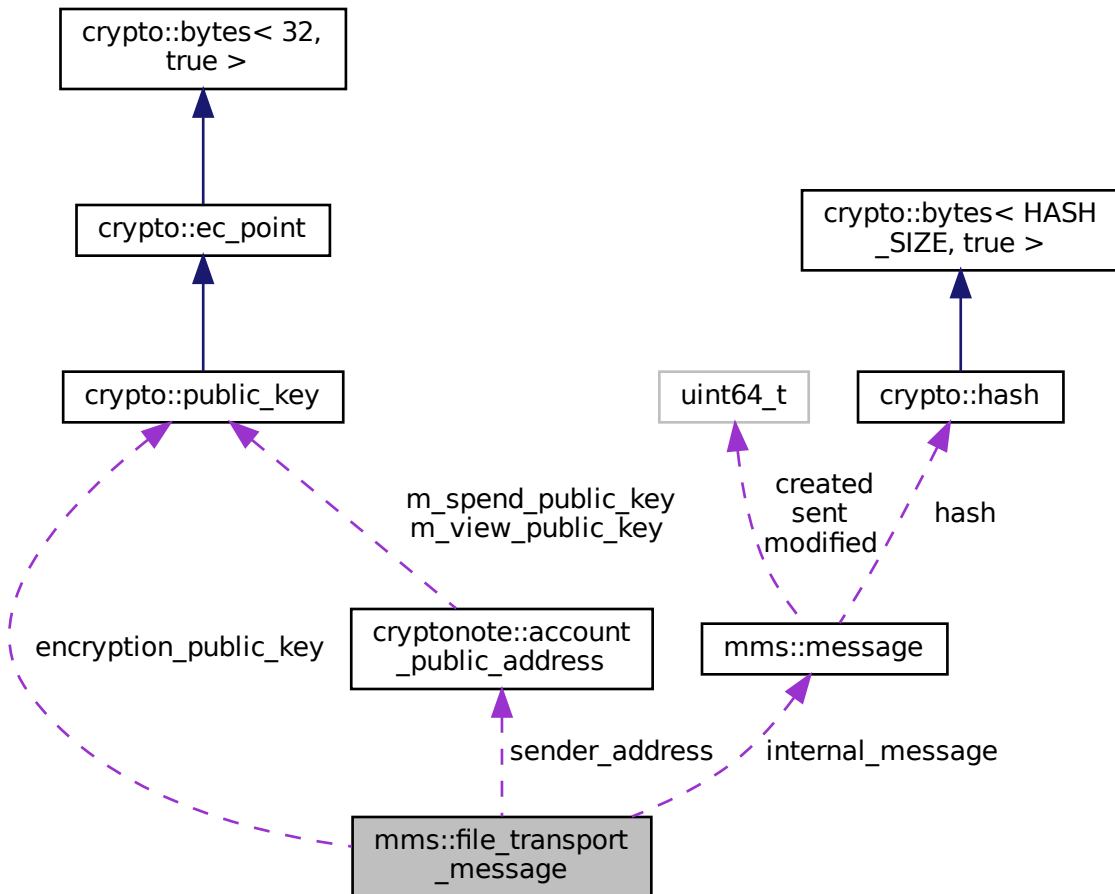 crypto::bytes< 32,
true >
crypto::ec_point
crypto::bytes< HASH
_SIZE, true >
crypto::public_key
uint64_t
crypto::hash
m_spend_public_key
m_view_public_key
created
sent
modified
hash
encryption_public_key
cryptonote::account
_public_address
mms::message
sender_address
internal_message
mms::file_transport
_message